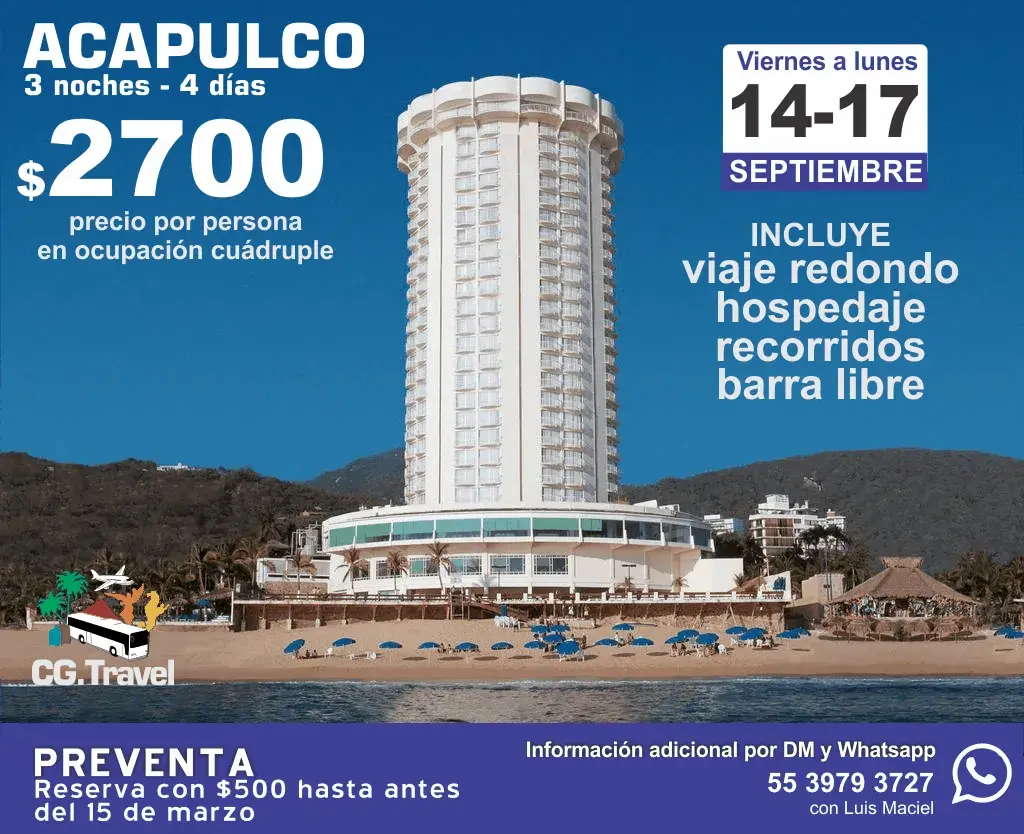 ACAPULCO
3 noches - 4 días
$2700
precio por persona
en ocupación cuádruple
Viernes a lunes
14-17
SEPTIEMBRE
INCLUYE
viaje redondo
hospedaje
recorridos
barra libre
CG.Travel
PREVENTA
Reserva con $500 hasta antes
del 15 de marzo
Información adicional por DM y Whatsapp
55 3979 3727
con Luis Maciel